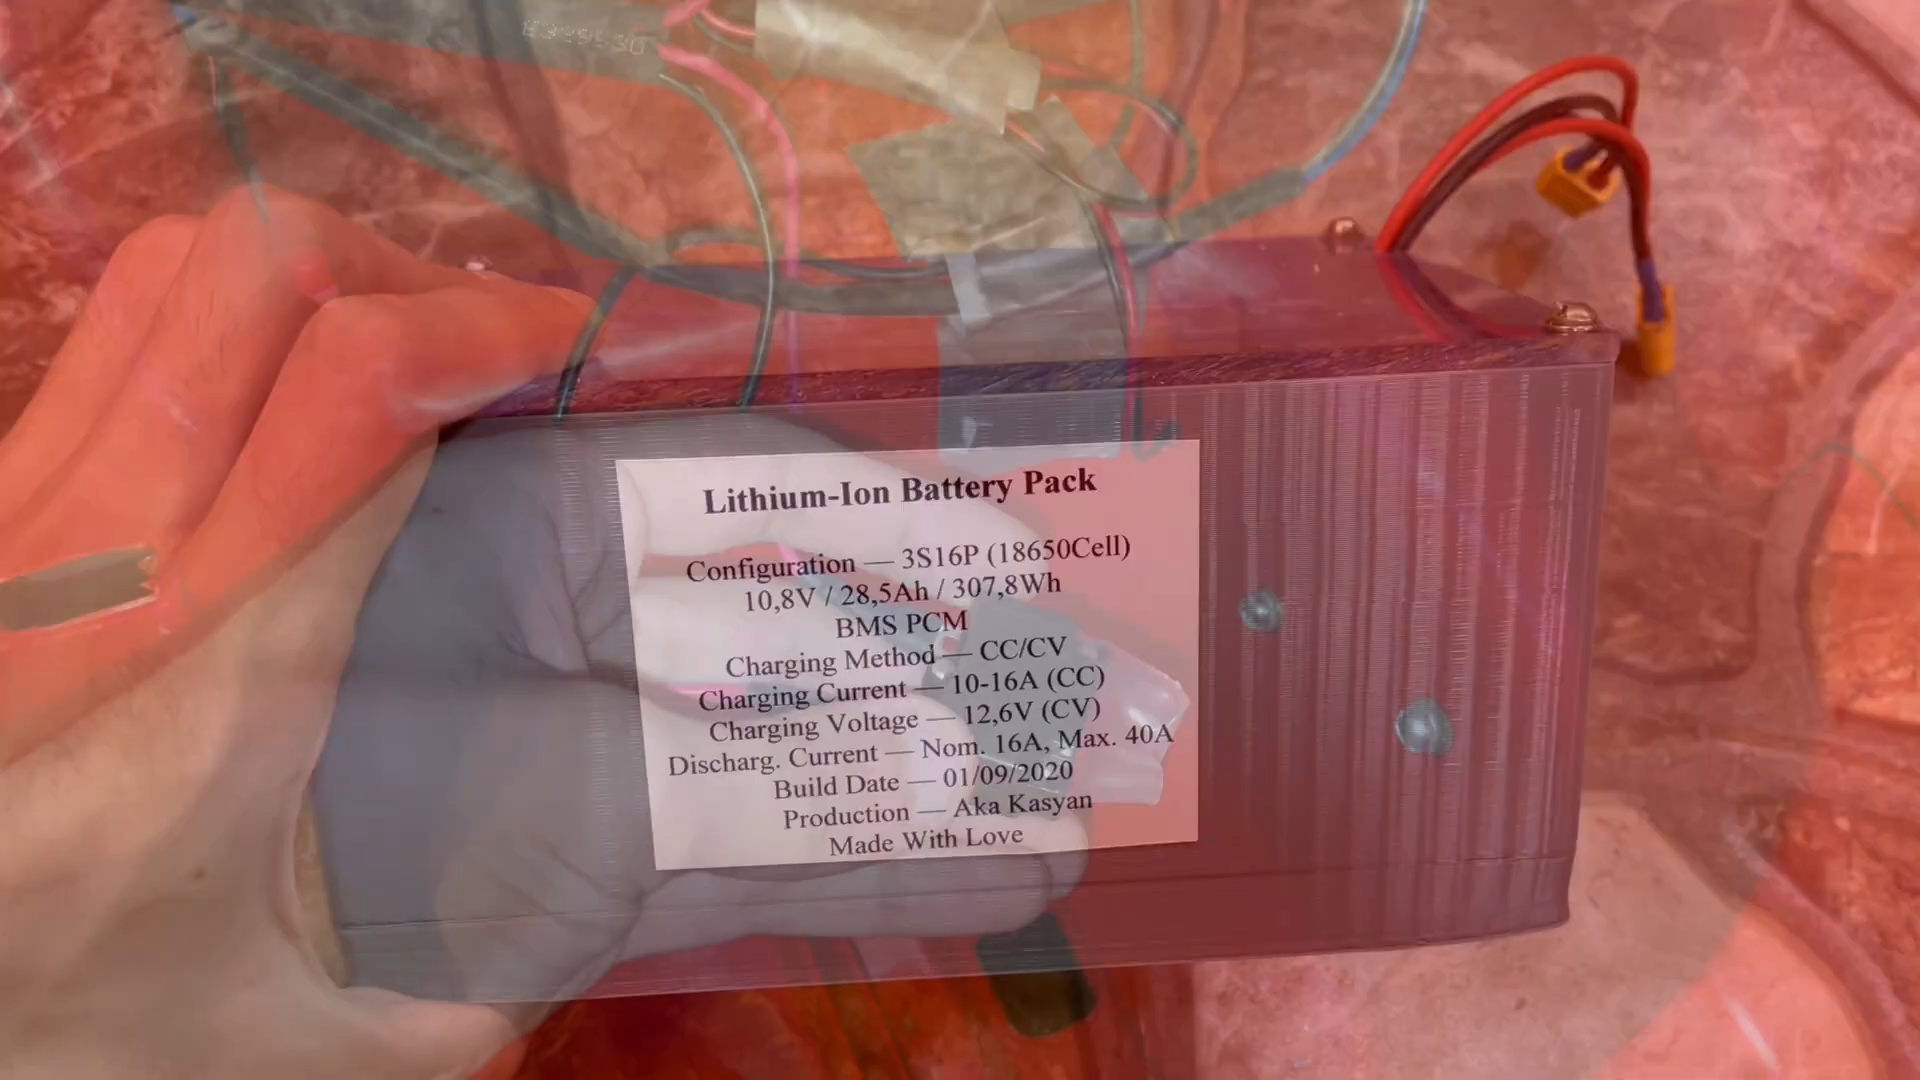 Lithium-Ion Battery Pack
Configuration — 3S16P (18650Cell)
10,8V / 28,5Ah / 307,8Wh
BMS PCM
Charging Method — CC/CV
Charging Current — 10-16A (CC)
Charging Voltage — 12,6V (CV)
Discharg. Current — Nom. 16A, Max. 40A
Build Date — 01/09/2020
Production — Aka Kasyan
Made With Love